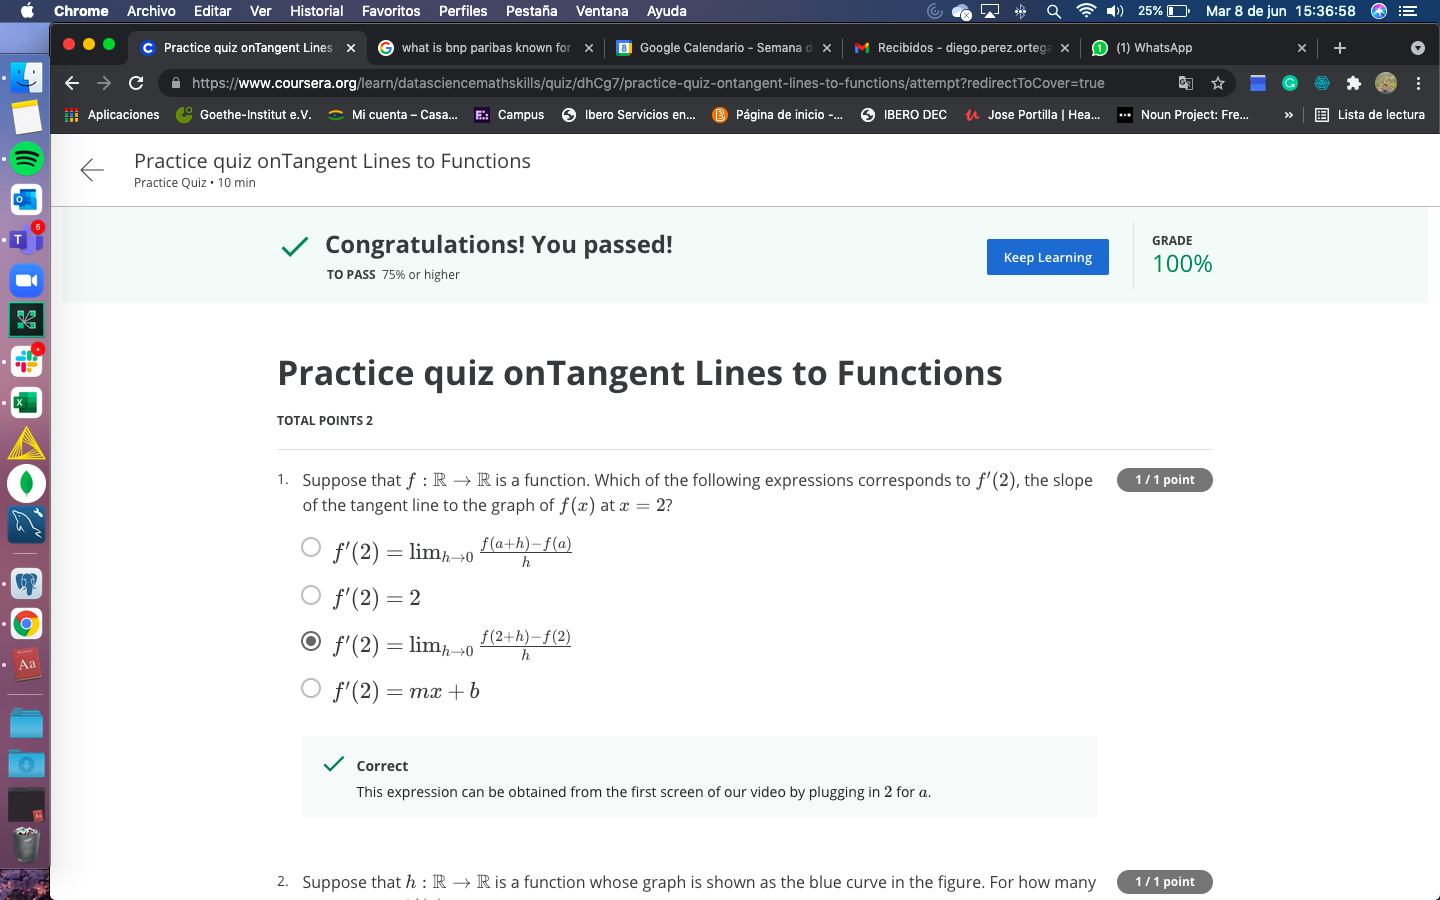 Chrome Archivo Editar Ver Historial Favoritos Perfiles Pestaña Ventana Ayuda 25% Mar 8 de jun 15:36:58
Practice quiz onTangent Lines what is bnp paribas known for Google Calendario - Semana d Recibidos - diego.perez.ortega (1) WhatsApp
https://www.coursera.org/learn/datasciencemathskills/quiz/dhCg7/practice-quiz-ontangent-lines-to-functions/attempt?redirectToCover=true
Aplicaciones Goethe-Institut e.V. Mi cuenta – Casa... Campus Ibero Servicios en... Página de inicio -... IBERO DEC Jose Portilla | Hea... Noun Project: Fre... » Lista de lectura
Practice quiz onTangent Lines to Functions
Practice Quiz • 10 min
Congratulations! You passed!
TO PASS 75% or higher
Keep Learning
GRADE
100%
Practice quiz onTangent Lines to Functions
TOTAL POINTS 2
1. Suppose that f : ℝ → ℝ is a function. Which of the following expressions corresponds to f′(2), the slope
of the tangent line to the graph of f(x) at x = 2?
1 / 1 point
f′(2) = lim_{h→0} \frac{f(a+h)−f(a)}{h}
f′(2) = 2
f′(2) = lim_{h→0} \frac{f(2+h)−f(2)}{h}
f′(2) = mx + b
Correct
This expression can be obtained from the first screen of our video by plugging in 2 for a.
2. Suppose that h : ℝ → ℝ is a function whose graph is shown as the blue curve in the figure. For how many
1 / 1 point